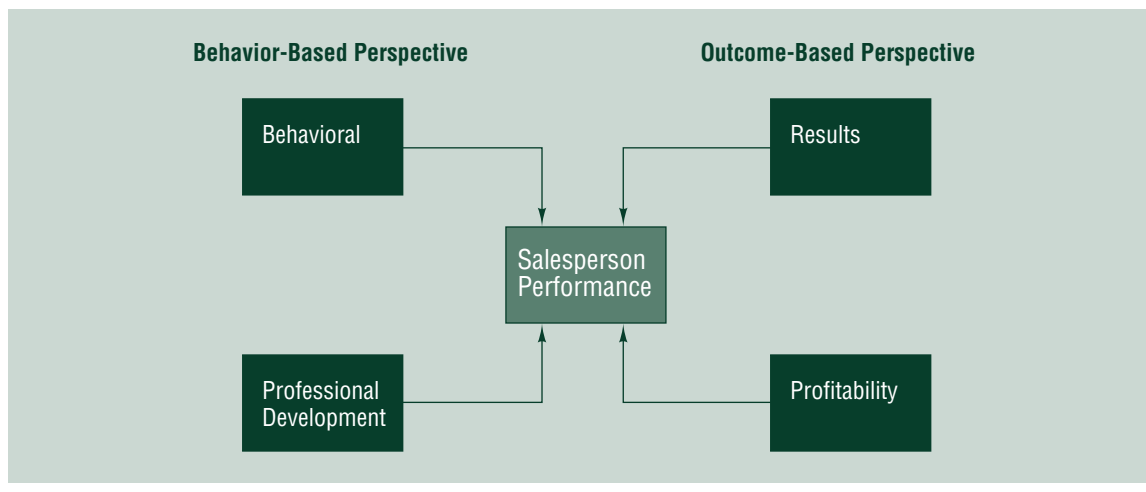 Behavior-Based Perspective
Outcome-Based Perspective
Behavioral
Results
Salesperson
Performance
Professional
Development
Profitability